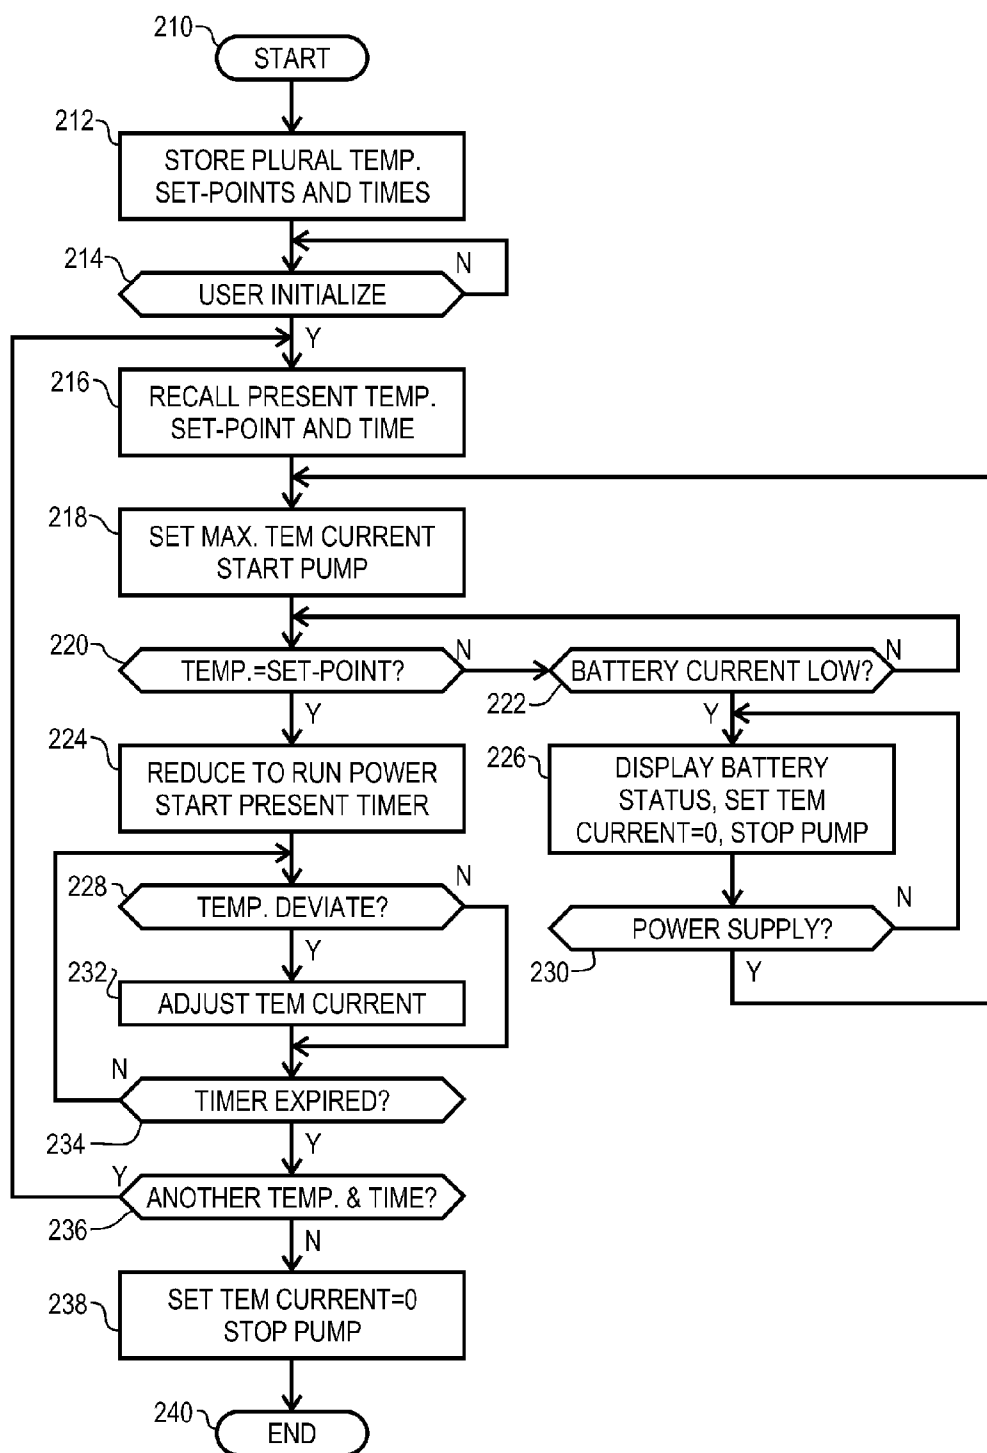 210
START
212
STORE PLURAL TEMP.
SET-POINTS AND TIMES
214
N
USER INITIALIZE
Y
216
RECALL PRESENT TEMP.
SET-POINT AND TIME
218
SET MAX. TEM CURRENT
START PUMP
220
TEMP.=SET-POINT?
N
BATTERY CURRENT LOW?
N
222
Y
Y
224
REDUCE TO RUN POWER
START PRESENT TIMER
226
DISPLAY BATTERY
STATUS, SET TEM
CURRENT=0, STOP PUMP
228
N
TEMP. DEVIATE?
Y
N
POWER SUPPLY?
230
Y
232
ADJUST TEM CURRENT
N
TIMER EXPIRED?
234
Y
Y
ANOTHER TEMP. & TIME?
236
N
238
SET TEM CURRENT=0
STOP PUMP
240
END